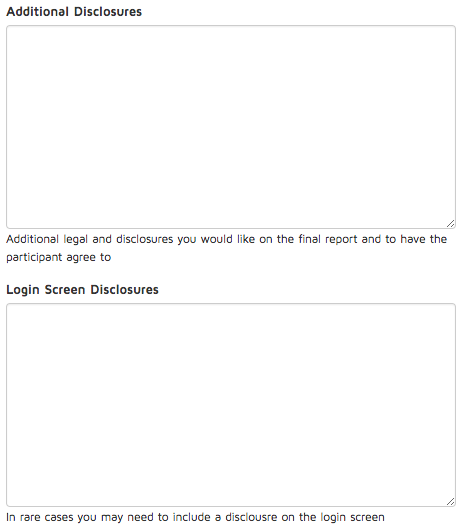 Additional Disclosures
Additional legal and disclosures you would like on the final report and to have the
participant agree to
Login Screen Disclosures
In rare cases you may need to include a disclousre on the login screen